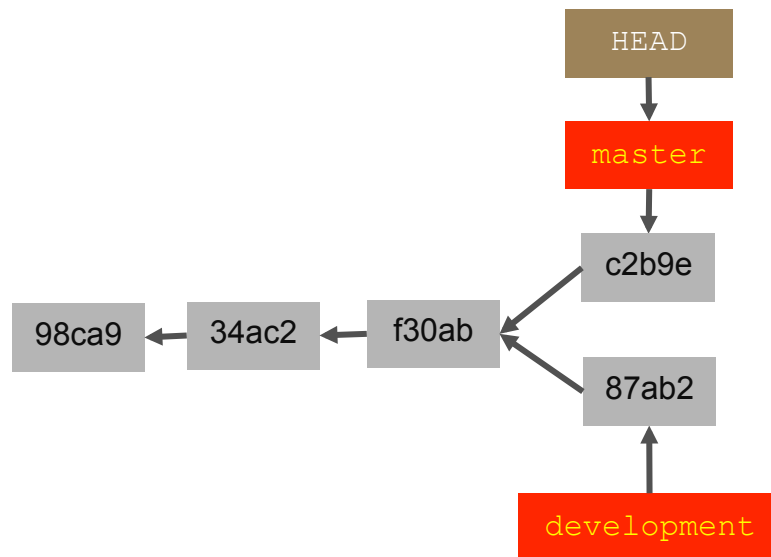 HEAD
master
c2b9e
98ca9
34ac2
f30ab
87ab2
development